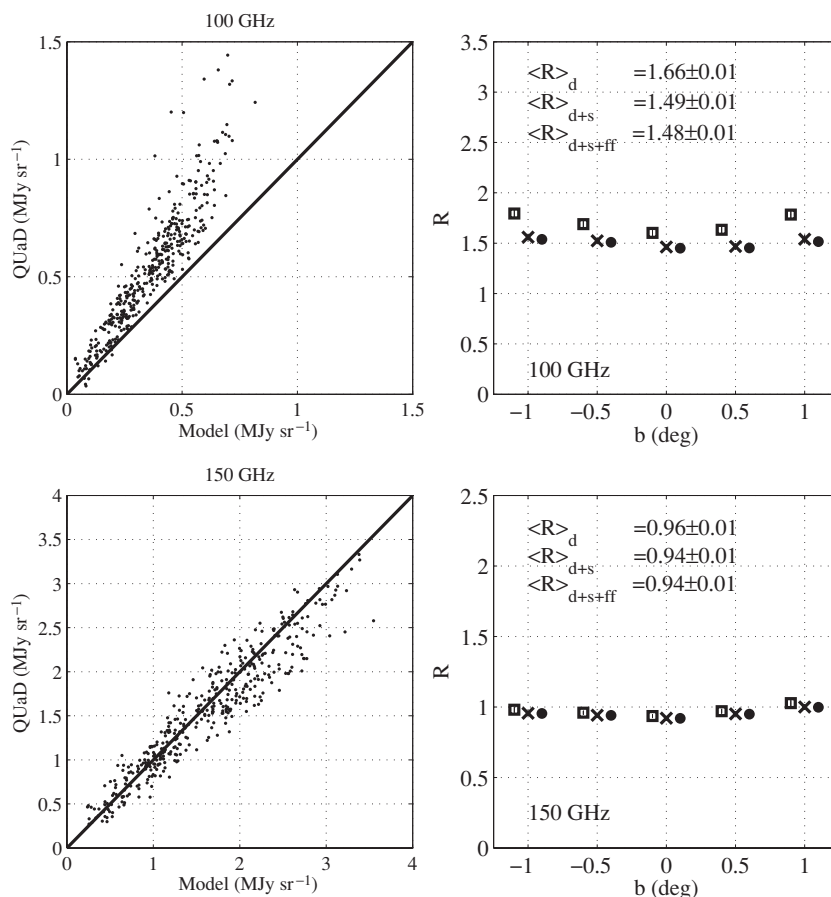 100 GHz
1.5
1
0.5
0
QUaD (MJy sr⁻¹)
0 0.5 1 1.5
Model (MJy sr⁻¹)
3.5
3
2.5
2
1.5
1
0.5
0
R
<R>d =1.66±0.01
<R>d+s =1.49±0.01
<R>d+s+ff =1.48±0.01
100 GHz
−1 −0.5 0 0.5 1
b (deg)
150 GHz
4
3.5
3
2.5
2
1.5
1
0.5
0
QUaD (MJy sr⁻¹)
0 1 2 3 4
Model (MJy sr⁻¹)
2.5
2
1.5
1
0.5
0
R
<R>d =0.96±0.01
<R>d+s =0.94±0.01
<R>d+s+ff =0.94±0.01
150 GHz
−1 −0.5 0 0.5 1
b (deg)